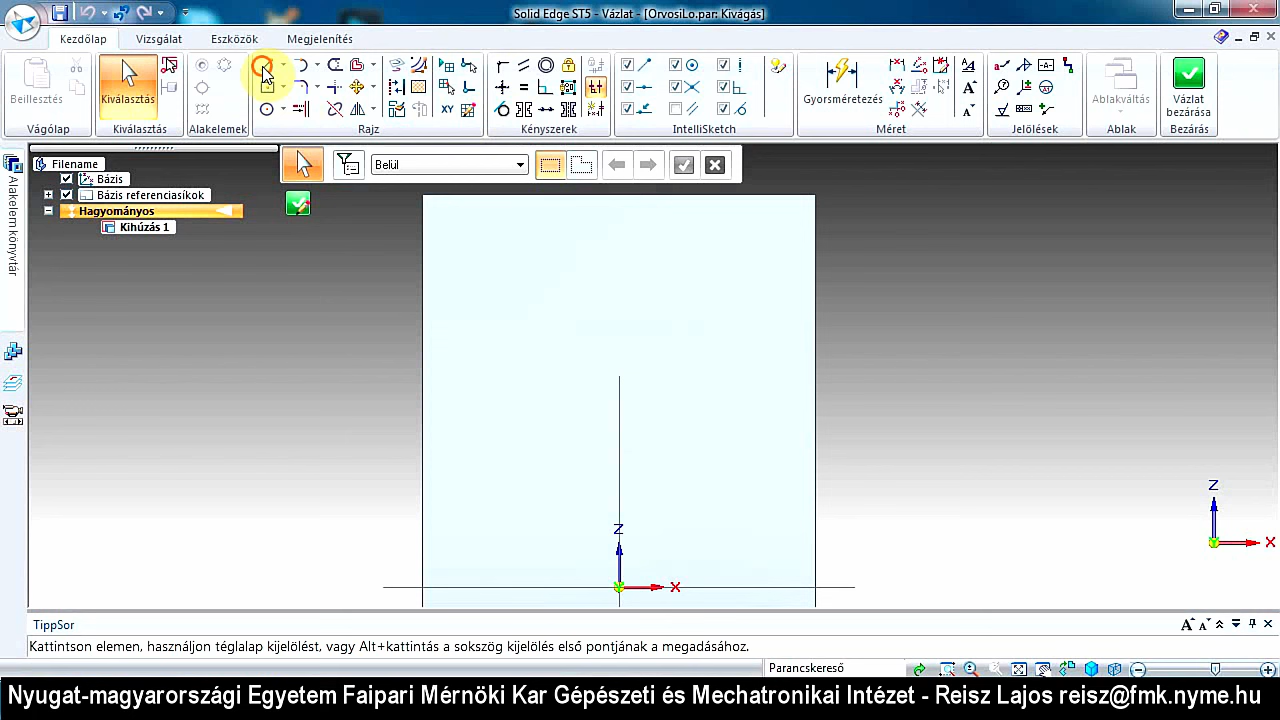 Solid Edge ST5 - Vázlat - [OrvosiLo.par: Kivágás]
Kezdőlap Vizsgálat Eszközök Megjelenítés
Beillesztés Kiválasztás Gyorsméretezés Ablakváltás Vázlat bezárása
Vágólap Kiválasztás Alakelemek Rajz Kényszerek IntelliSketch Méret Jelölések Ablak Bezárás
Alakelem könyvtár
Filename
Belül
Bázis
Bázis referenciasíkok
Hagyományos
Kihúzás 1
Z
X
Z
X
TippSor
Kattintson elemen, használjon téglalap kijelölést, vagy Alt+kattintás a sokszög kijelölés első pontjának a megadásához.
Parancskereső
Nyugat-magyarországi Egyetem Faipari Mérnöki Kar Gépészeti és Mechatronikai Intézet - Reisz Lajos reisz@fmk.nyme.hu